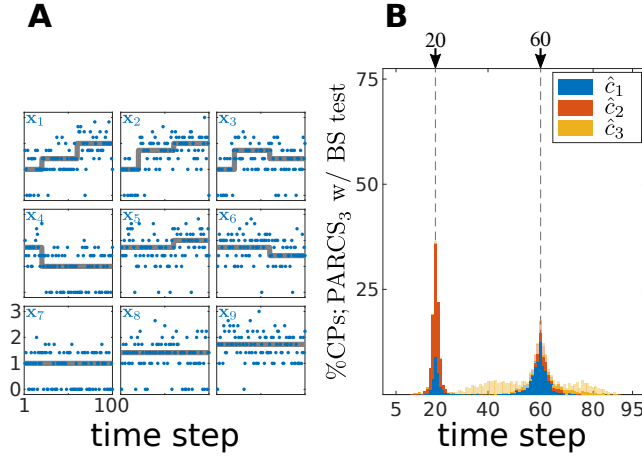 A
B
20
60
x₁
x₂
x₃
x₄
x₅
x₆
x₇
x₈
x₉
3
2
1
0
1
100
time step
%CPs; PARCS₃ w/ BS test
75
50
25
5
20
40
60
80
95
time step
ĉ₁
ĉ₂
ĉ₃